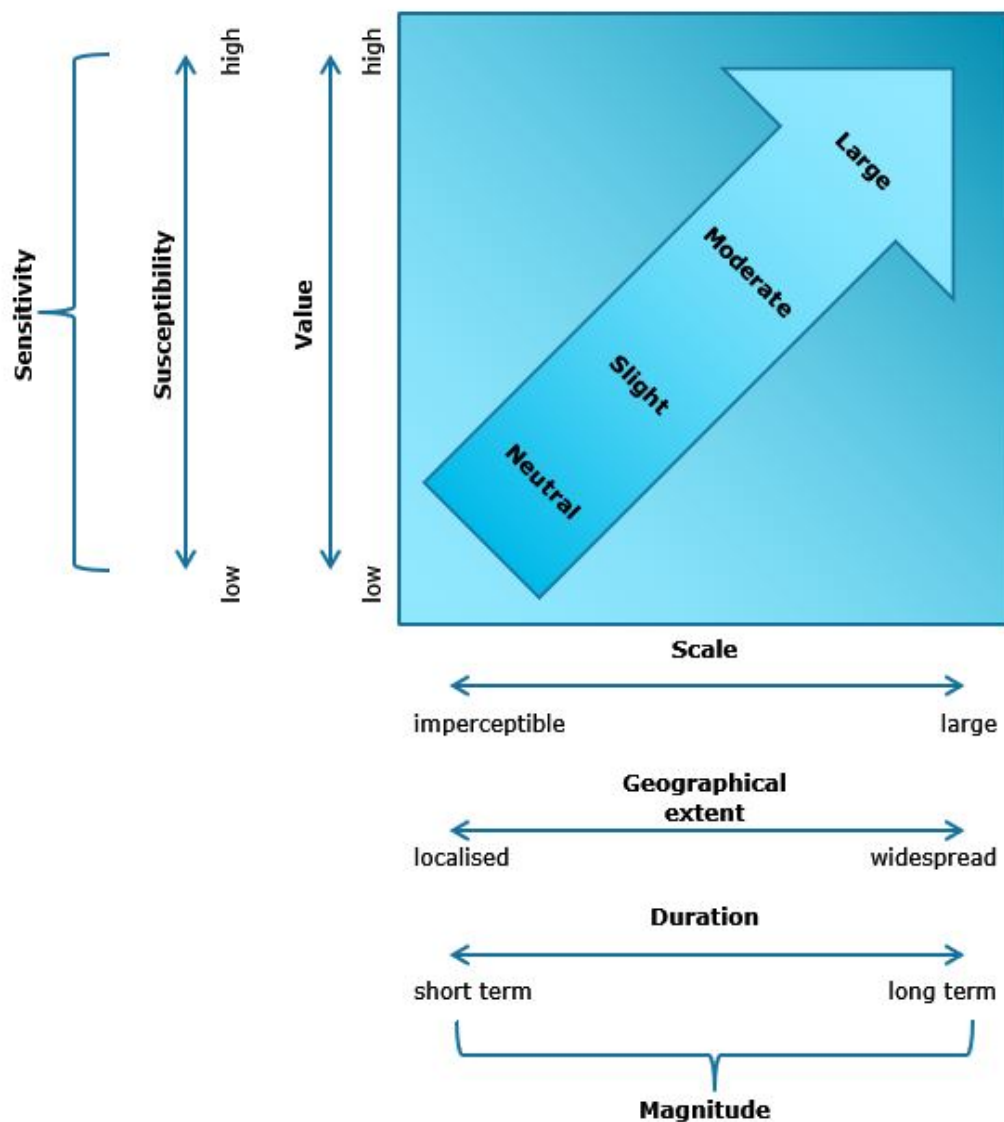 Sensitivity
Susceptibility
high
low
Value
high
low
Large
Moderate
Slight
Neutral
Scale
imperceptible
large
Geographical
extent
localised
widespread
Duration
short term
long term
Magnitude